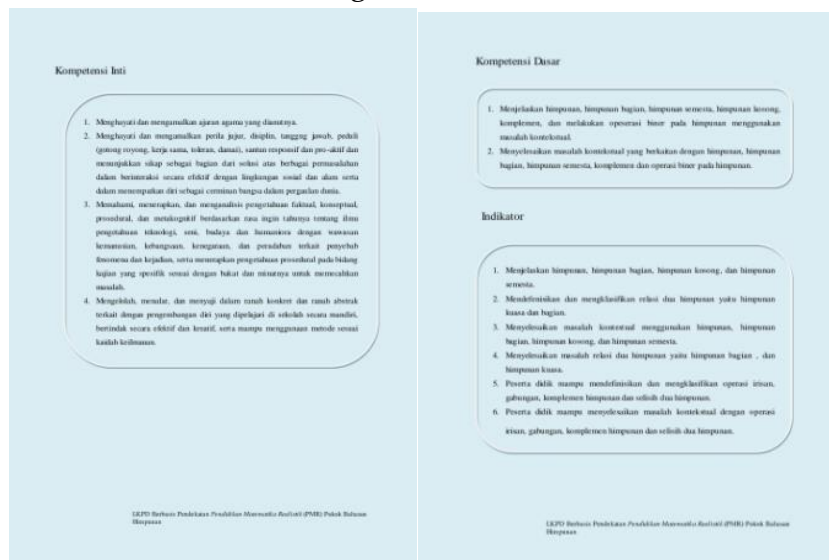 Kompetensi Inti
1. Menghayati dan mengamalkan ajaran agama yang dianutnya.
2. Menghayati dan mengamalkan perila jujur, disiplin, tanggng jawab, peduli
(gotong royong, kerja sama, toleran, damai), santun responsif dan pro-aktif dan
menunjukkan sikap sebagai bagian dari solusi atas berbagai permasalahan
dalam berinteraksi secara efektif dengan lingkungan sosial dan alam serta
dalam menempatkan diri sebagai cerminan bangsa dalam pergaulan dunia.
3. Memahami, menerapkan, dan menganalisis pengetahuan faktual, konseptual,
prosedural, dan metakognitif berdasarkan rasa ingin tahunya tentang ilmu
pengetahuan teknologi, seni, budaya dan humaniora dengan wawasan
kemanusian, kebangsaan, kenegaraan, dan peradaban terkait penyebab
fenomena dan kejadian, serta menerapkan pengetahuan prosedural pada bidang
kajian yang spesifik sesuai dengan bakat dan minatnya untuk memecahkan
masalah.
4. Mengolah, menalar, dan menyaji dalam ranah konkret dan ranah abstrak
terkait dengan pengembangan diri yang dipelajari di sekolah secara mandiri,
bertindak secara efektif dan kreatif, serta mampu menggunaan metode sesuai
kaidah keilmuan.
LKPD Berbasis Pendekatan Pendidikan Matematika Realistik (PMR) Pokok Bahasan
Himpunan
Kompetensi Dasar
1. Menjelaskan himpunan, himpunan bagian, himpunan semesta, himpunan kosong,
komplemen, dan melakukan operasi biner pada himpunan menggunakan
masalah kontekstual.
2. Menyelesaikan masalah kontekstual yang berkaitan dengan himpunan, himpunan
bagian, himpunan semesta, komplemen dan operasi biner pada himpunan.
Indikator
1. Menjelaskan himpunan, himpunan bagian, himpunan kosong, dan himpunan
semesta.
2. Mendefenisikan dan mengklasifikan relasi dua himpunan yaitu himpunan
kuasa dan bagian.
3. Menyelesaikan masalah kontestual menggunakan himpunan, himpunan
bagian, himpunan kosong, dan himpunan semesta.
4. Menyelesaikan masalah relasi dua himpunan yaitu himpunan bagian , dan
himpunan kuasa.
5. Peserta didik mampu mendefinisikan dan mengklasifikan operasi irisan,
gabungan, komplemen himpunan dan selisih dua himpunan.
6. Peserta didik mampu menyelesaikan masalah kontekstual dengan operasi
irisan, gabungan, komplemen himpunan dan selisih dua himpunan.
LKPD Berbasis Pendekatan Pendidikan Matematika Realistik (PMR) Pokok Bahasan
Himpunan